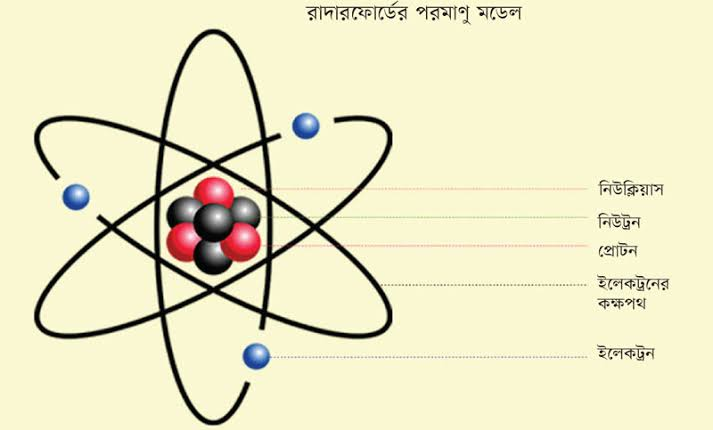 রাদারফোর্ডের পরমাণু মডেল
নিউক্লিয়াস
নিউট্রন
প্রোটন
ইলেকট্রনের
কক্ষপথ
ইলেকট্রন